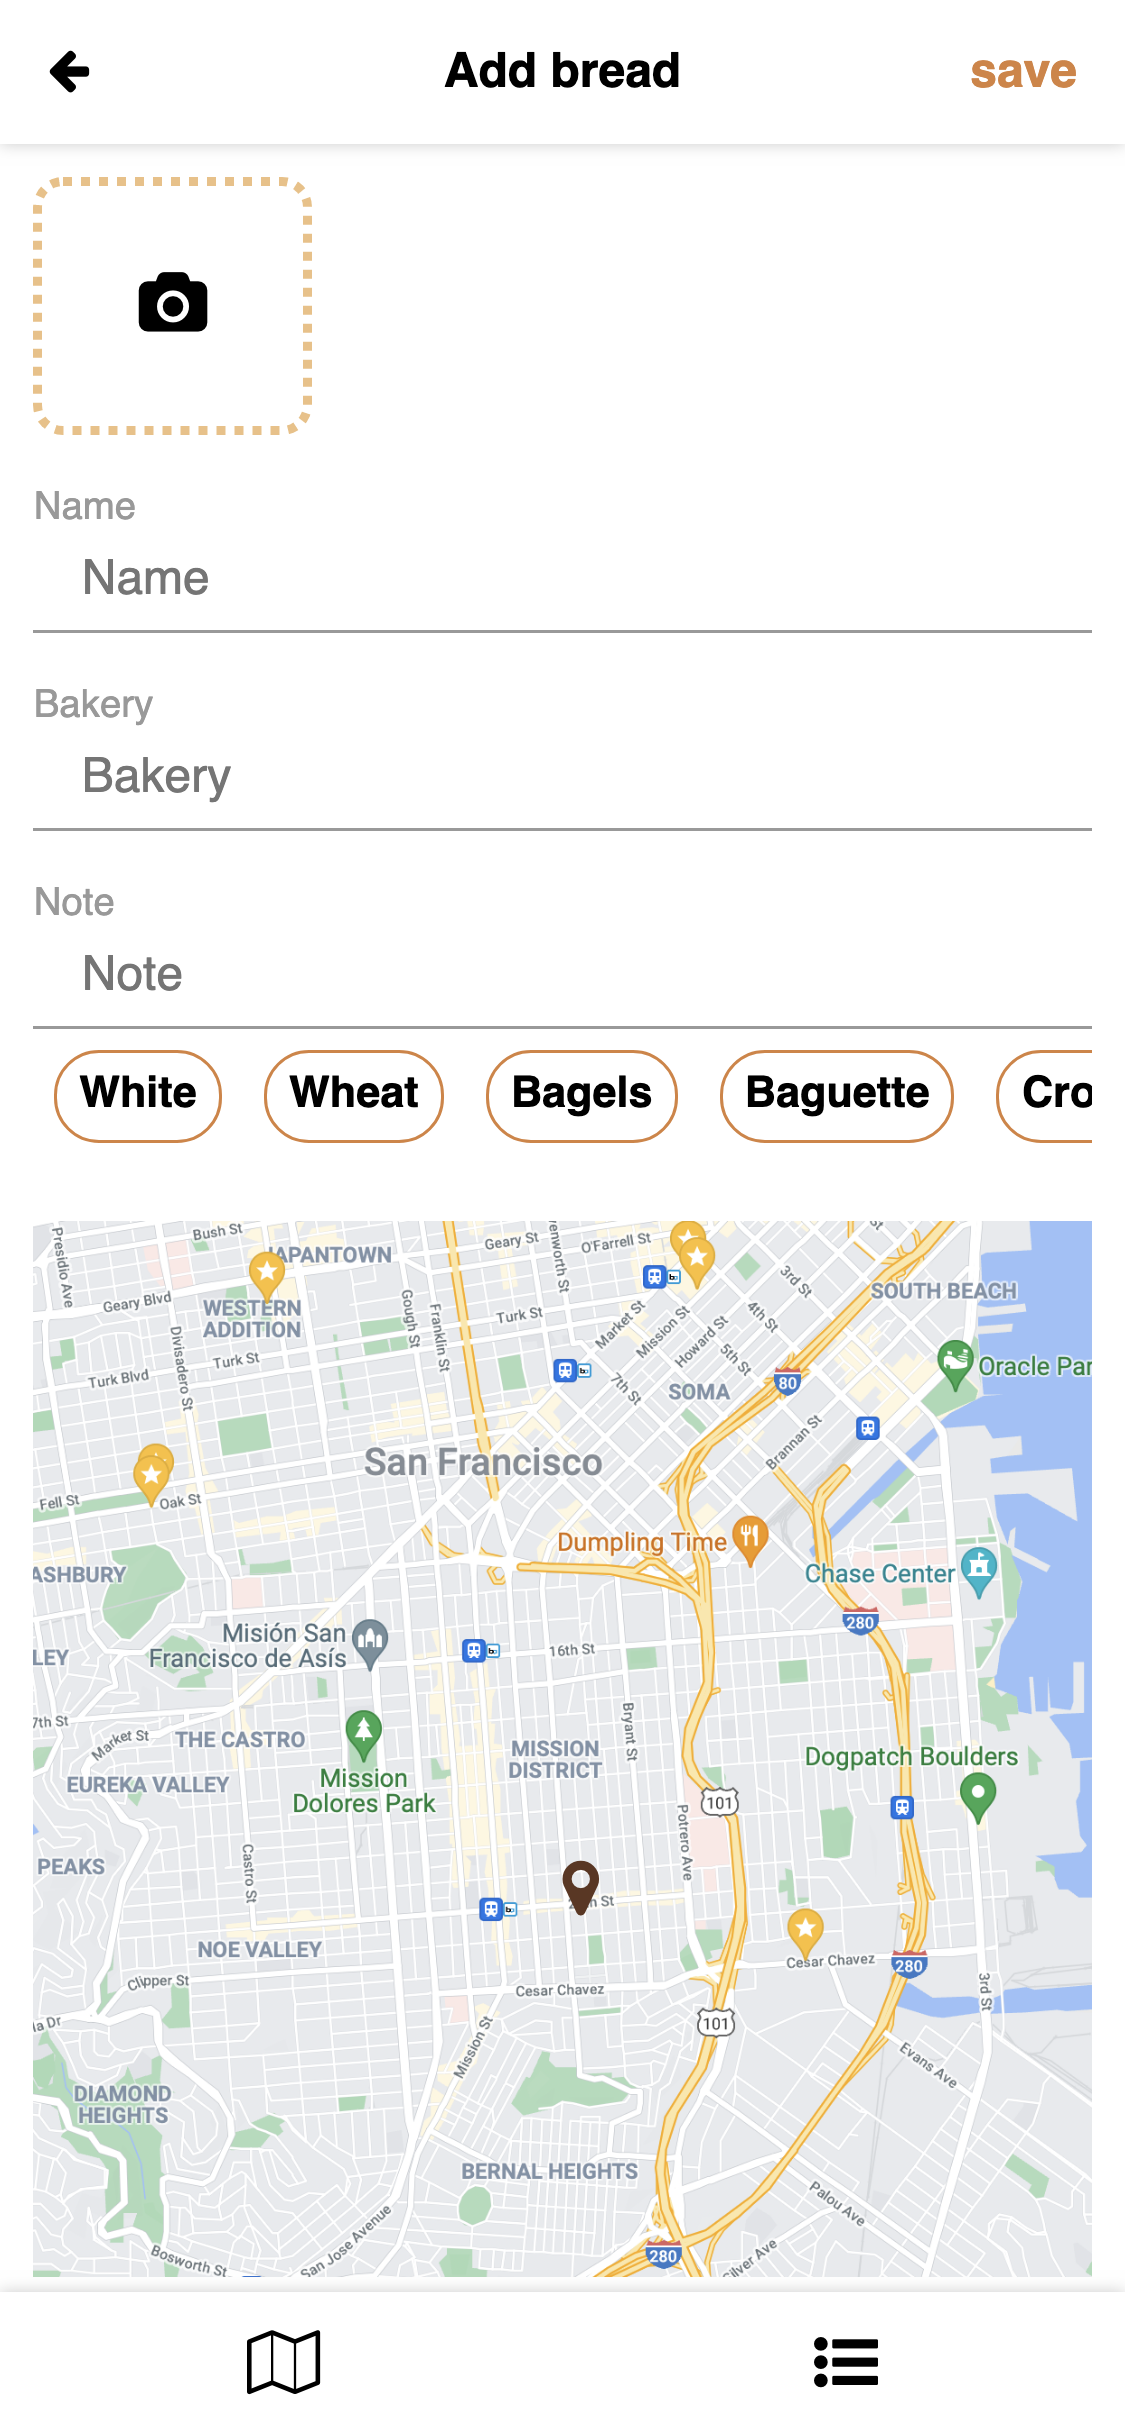 Add bread
save
Name
Name
Bakery
Bakery
Note
Note
White
Wheat
Bagels
Baguette
Cro
Presidio Ave
Bush St
JAPANTOWN
Geary St
O'Farrell St
Geary Blvd
WESTERN
ADDITION
Gough St
Franklin St
Turk St
Market St
Mission St
Howard St
3rd St
4th St
5th St
SOUTH BEACH
Divisadero St
Turk St
Turk Blvd
7th St
SOMA
80
Oracle Par
San Francisco
Brannan St
Fell St
Oak St
Dumpling Time
Chase Center
ASHBURY
280
Misión San
Francisco de Asís
LEY
16th St
7th St
Market St
THE CASTRO
Bryant St
MISSION
DISTRICT
Dogpatch Boulders
EUREKA VALLEY
Mission
Dolores Park
101
Potrero Ave
Castro St
PEAKS
NOE VALLEY
Cesar Chavez
280
Clipper St
Cesar Chavez
3rd St
la Dr
101
Mission St
Evans Ave
DIAMOND
HEIGHTS
BERNAL HEIGHTS
Palou Ave
San Jose Avenue
Bosworth St
280
Silver Ave